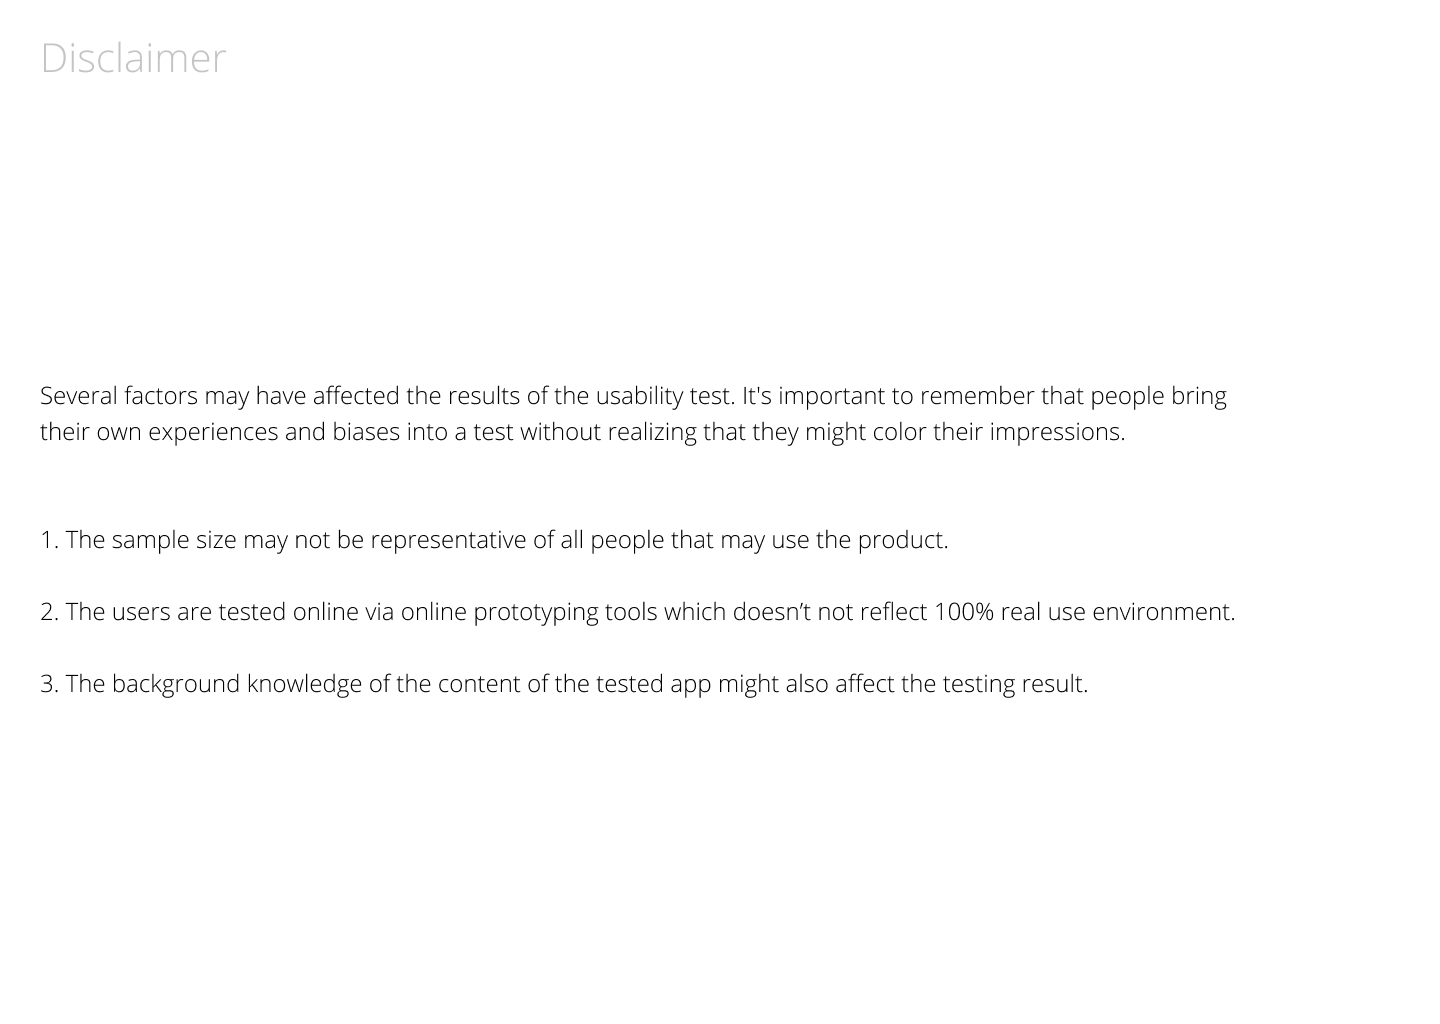 Disclaimer
Several factors may have affected the results of the usability test. It's important to remember that people bring
their own experiences and biases into a test without realizing that they might color their impressions.
1. The sample size may not be representative of all people that may use the product.
2. The users are tested online via online prototyping tools which doesn’t not reflect 100% real use environment.
3. The background knowledge of the content of the tested app might also affect the testing result.